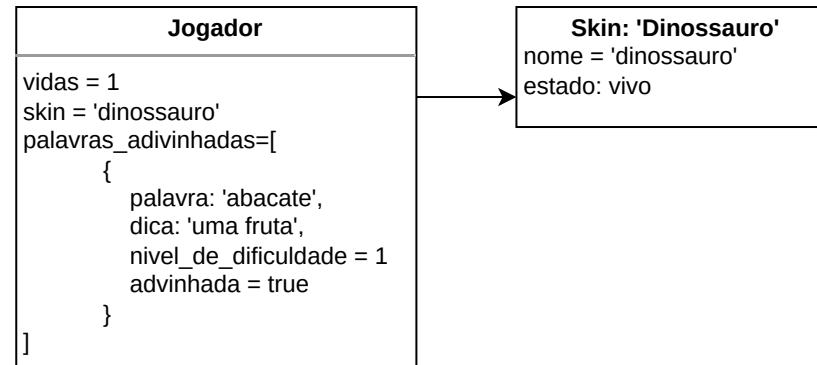 Jogador
vidas = 1
skin = 'dinossauro'
palavras_adivinhadas=[
{
palavra: 'abacate',
dica: 'uma fruta',
nivel_de_dificuldade = 1
advinhada = true
}
]
Skin: 'Dinossauro'
nome = 'dinossauro'
estado: vivo